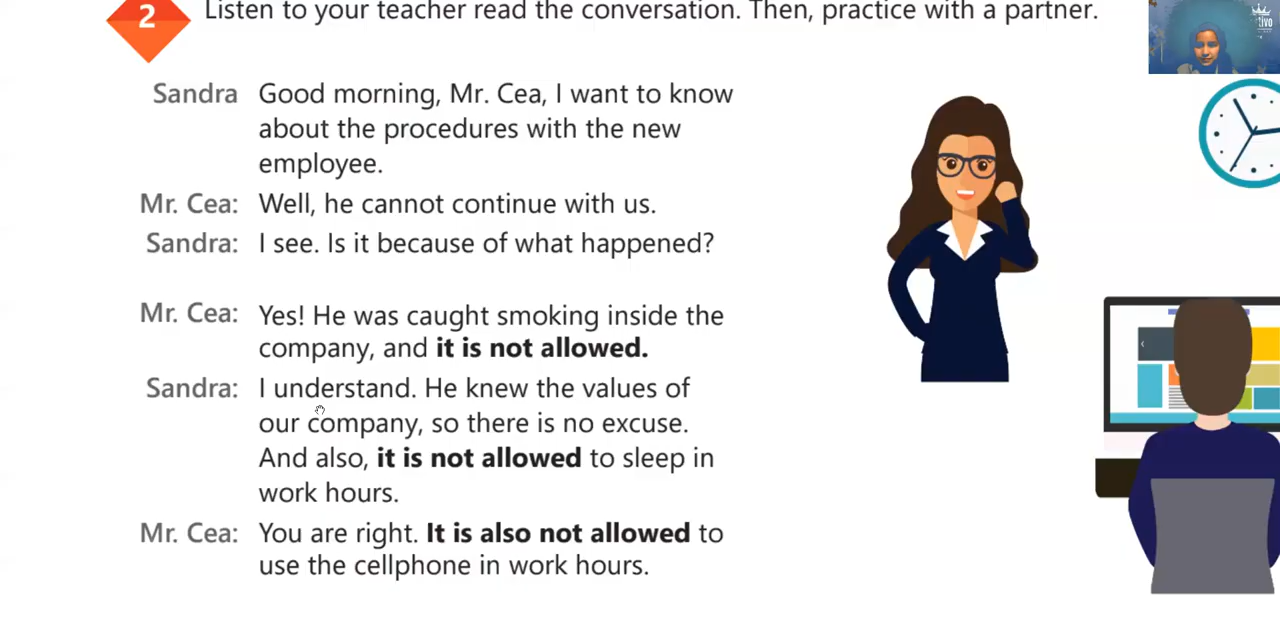 2 Listen to your teacher read the conversation. Then, practice with a partner.
Sandra Good morning, Mr. Cea, I want to know
about the procedures with the new
employee.
Mr. Cea: Well, he cannot continue with us.
Sandra: I see. Is it because of what happened?
Mr. Cea: Yes! He was caught smoking inside the
company, and it is not allowed.
Sandra: I understand. He knew the values of
our company, so there is no excuse.
And also, it is not allowed to sleep in
work hours.
Mr. Cea: You are right. It is also not allowed to
use the cellphone in work hours.